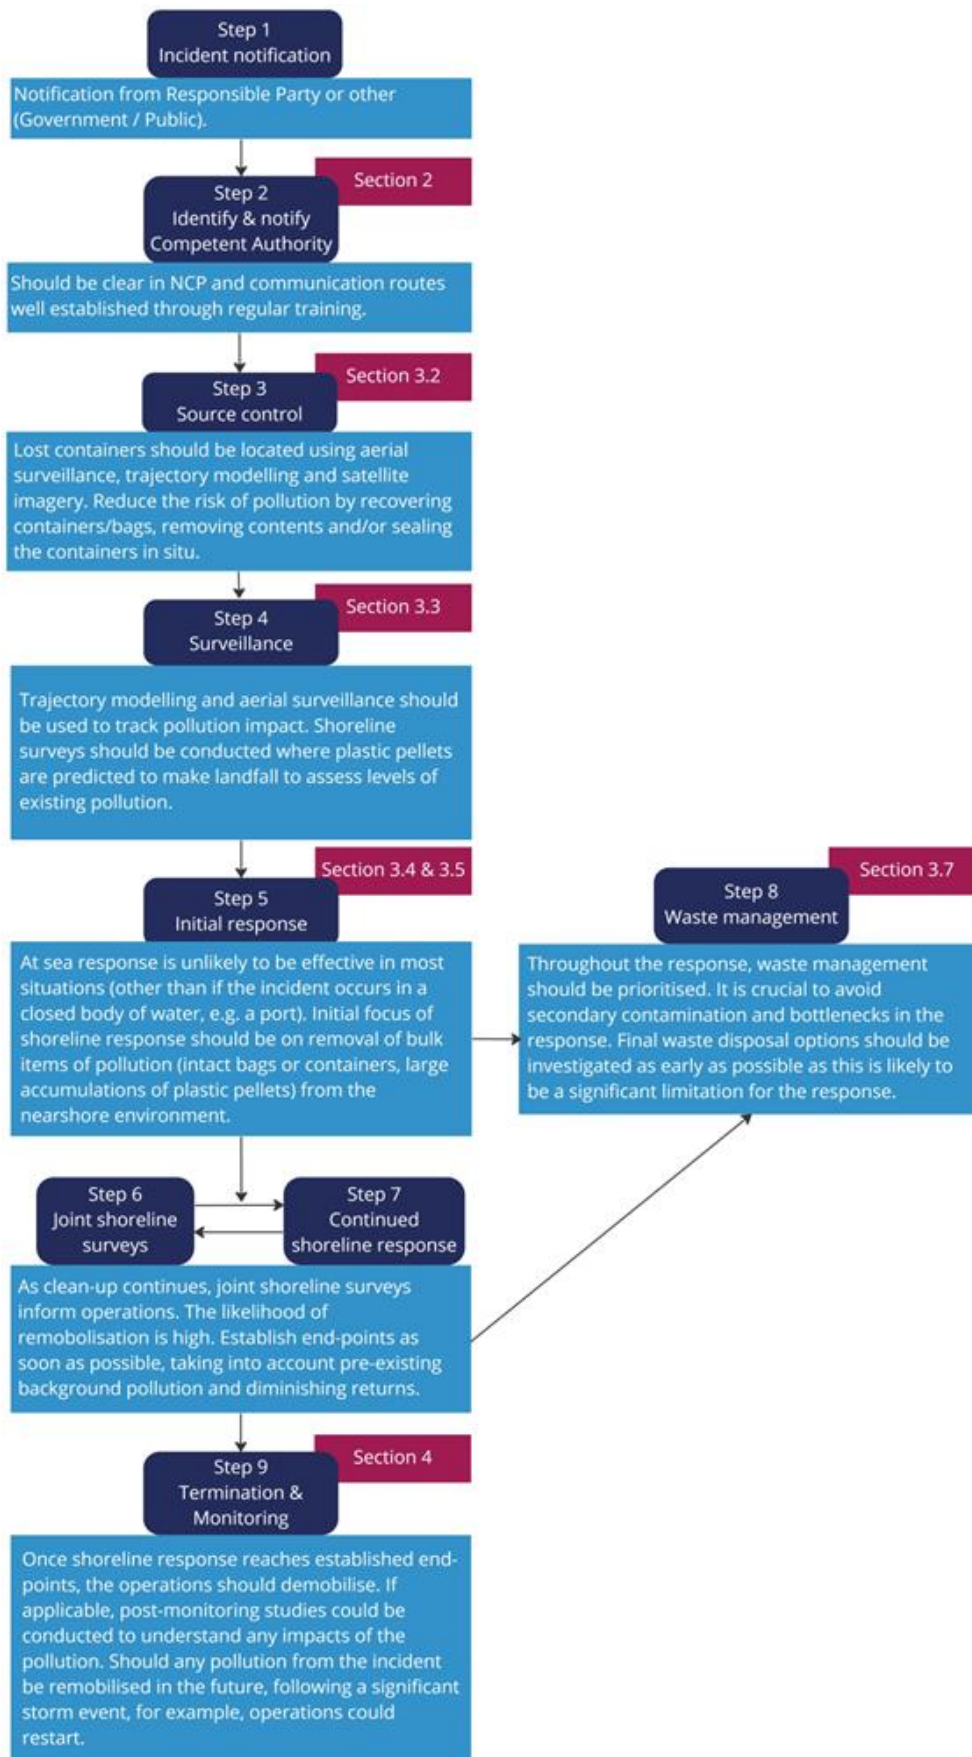 Step 1
Incident notification
Notification from Responsible Party or other
(Government / Public).
Section 2
Step 2
Identify & notify
Competent Authority
Should be clear in NCP and communication routes
well established through regular training.
Section 3.2
Step 3
Source control
Lost containers should be located using aerial
surveillance, trajectory modelling and satellite
imagery. Reduce the risk of pollution by recovering
containers/bags, removing contents and/or sealing
the containers in situ.
Section 3.3
Step 4
Surveillance
Trajectory modelling and aerial surveillance should
be used to track pollution impact. Shoreline
surveys should be conducted where plastic pellets
are predicted to make landfall to assess levels of
existing pollution.
Section 3.4 & 3.5
Step 5
Initial response
At sea response is unlikely to be effective in most
situations (other than if the incident occurs in a
closed body of water, e.g. a port). Initial focus of
shoreline response should be on removal of bulk
items of pollution (intact bags or containers, large
accumulations of plastic pellets) from the
nearshore environment.
Section 3.7
Step 8
Waste management
Throughout the response, waste management
should be prioritised. It is crucial to avoid
secondary contamination and bottlenecks in the
response. Final waste disposal options should be
investigated as early as possible as this is likely to
be a significant limitation for the response.
Step 6
Joint shoreline
surveys
Step 7
Continued
shoreline response
As clean-up continues, joint shoreline surveys
inform operations. The likelihood of
remobolisation is high. Establish end-points as
soon as possible, taking into account pre-existing
background pollution and diminishing returns.
Section 4
Step 9
Termination &
Monitoring
Once shoreline response reaches established end-
points, the operations should demobilise. If
applicable, post-monitoring studies could be
conducted to understand any impacts of the
pollution. Should any pollution from the incident
be remobilised in the future, following a significant
storm event, for example, operations could
restart.